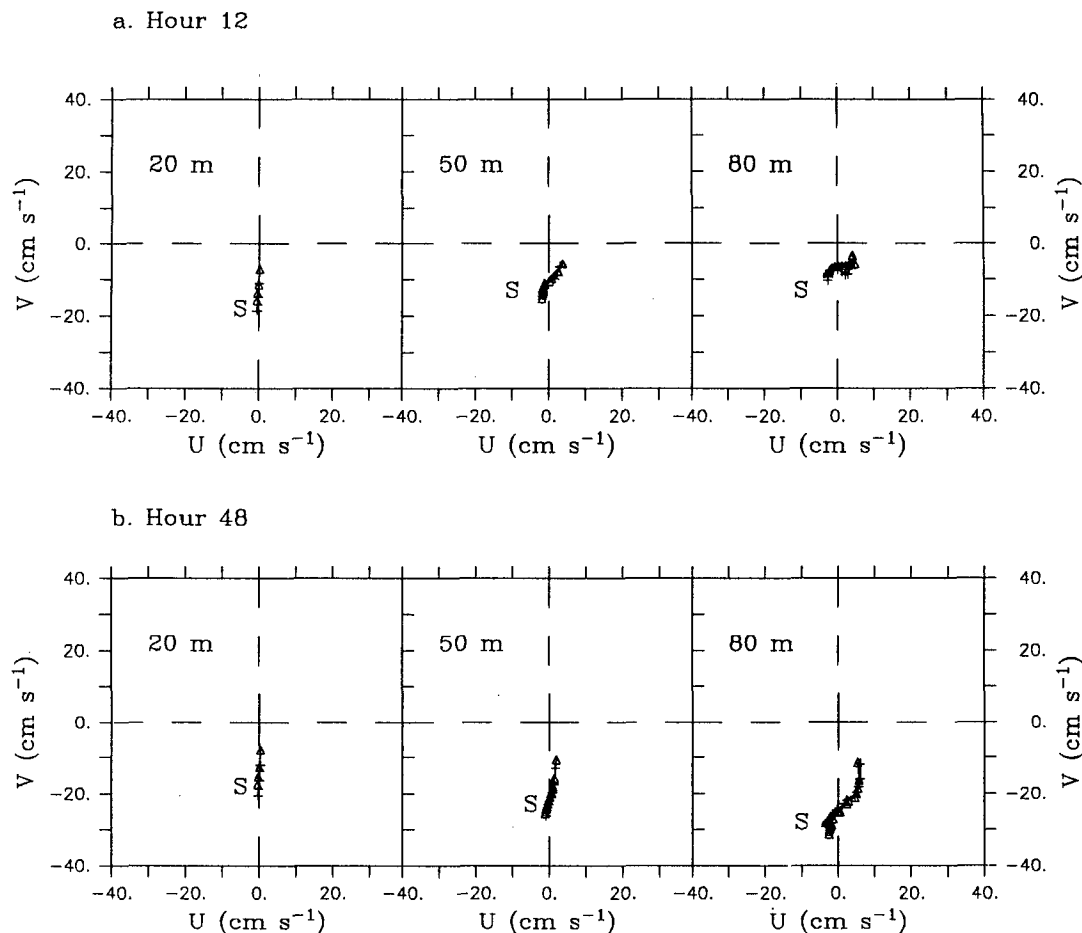 a. Hour 12
40.
20.
0.
−20.
−40.
V (cm s⁻¹)
20 m
50 m
80 m
S
S
S
40.
20.
0.
−20.
−40.
V (cm s⁻¹)
−40. −20. 0. 20. −40. −20. 0. 20. −40. −20. 0. 20. 40.
U (cm s⁻¹) U (cm s⁻¹) U (cm s⁻¹)
b. Hour 48
40.
20.
0.
−20.
−40.
V (cm s⁻¹)
20 m
50 m
80 m
S
S
S
40.
20.
0.
−20.
−40.
V (cm s⁻¹)
−40. −20. 0. 20. −40. −20. 0. 20. −40. −20. 0. 20. 40.
U (cm s⁻¹) U (cm s⁻¹) U (cm s⁻¹)